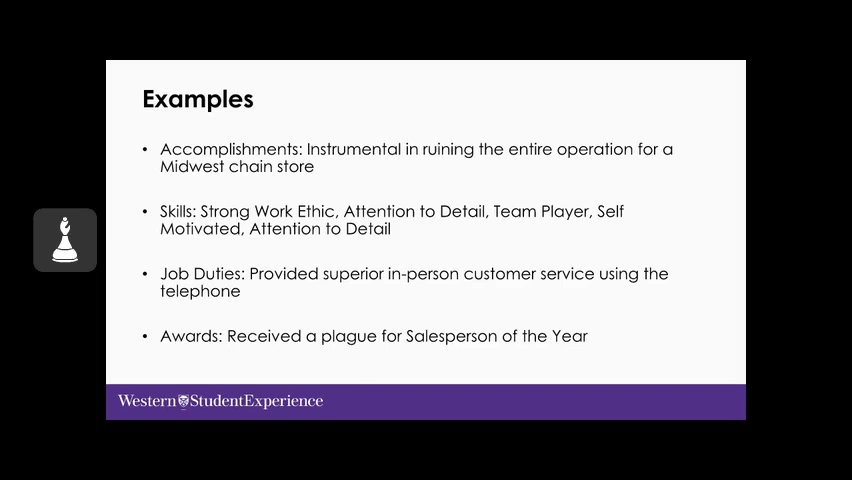 Examples
• Accomplishments: Instrumental in ruining the entire operation for a
Midwest chain store
• Skills: Strong Work Ethic, Attention to Detail, Team Player, Self
Motivated, Attention to Detail
• Job Duties: Provided superior in-person customer service using the
telephone
• Awards: Received a plague for Salesperson of the Year
Western StudentExperience